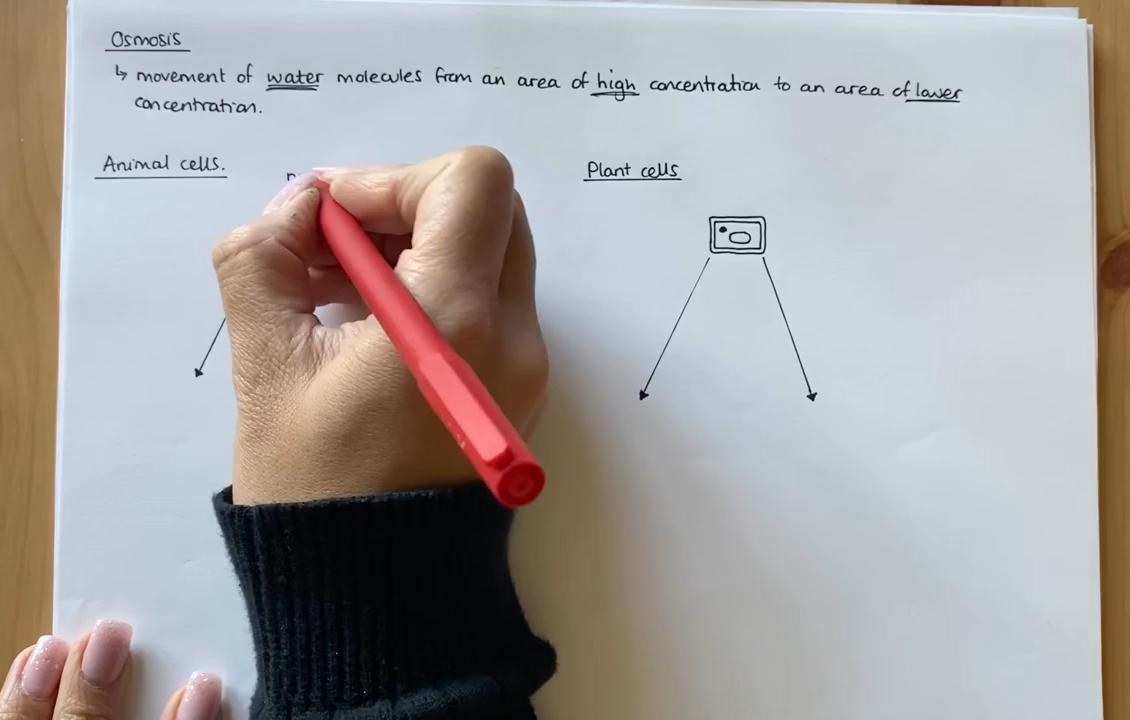 Osmosis
↳ movement of water molecules from an area of high concentration to an area of lower
concentration.
Animal cells.
Plant cells